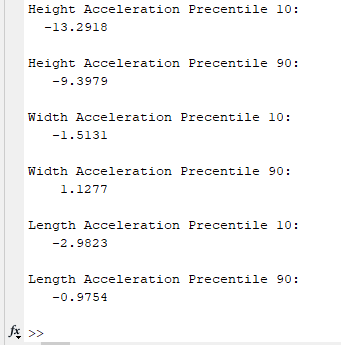 Height Acceleration Precentile 10:
-13.2918
Height Acceleration Precentile 90:
-9.3979
Width Acceleration Precentile 10:
-1.5131
Width Acceleration Precentile 90:
1.1277
Length Acceleration Precentile 10:
-2.9823
Length Acceleration Precentile 90:
-0.9754
fx >>